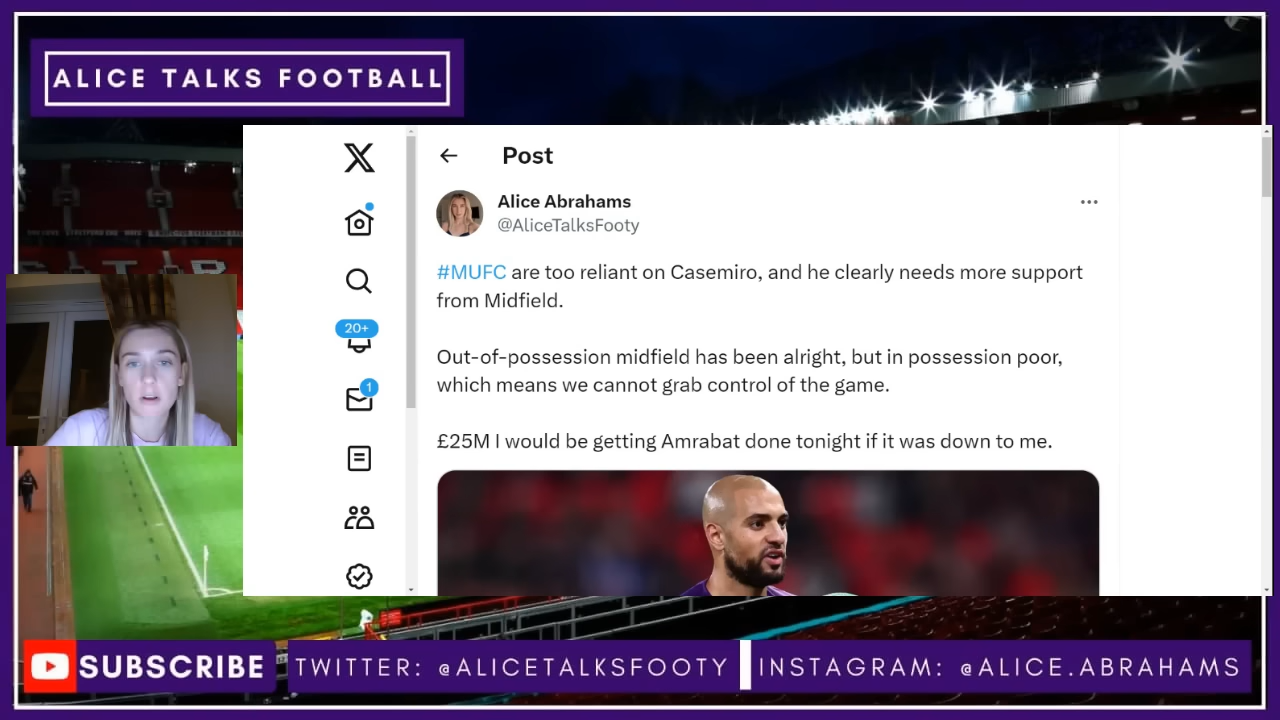 ALICE TALKS FOOTBALL
Post
Alice Abrahams
@AliceTalksFooty
#MUFC are too reliant on Casemiro, and he clearly needs more support
from Midfield.
Out-of-possession midfield has been alright, but in possession poor,
which means we cannot grab control of the game.
£25M I would be getting Amrabat done tonight if it was down to me.
20+
1
SUBSCRIBE
TWITTER: @ALICETALKSFOOTY
INSTAGRAM: @ALICE.ABRAHAMS